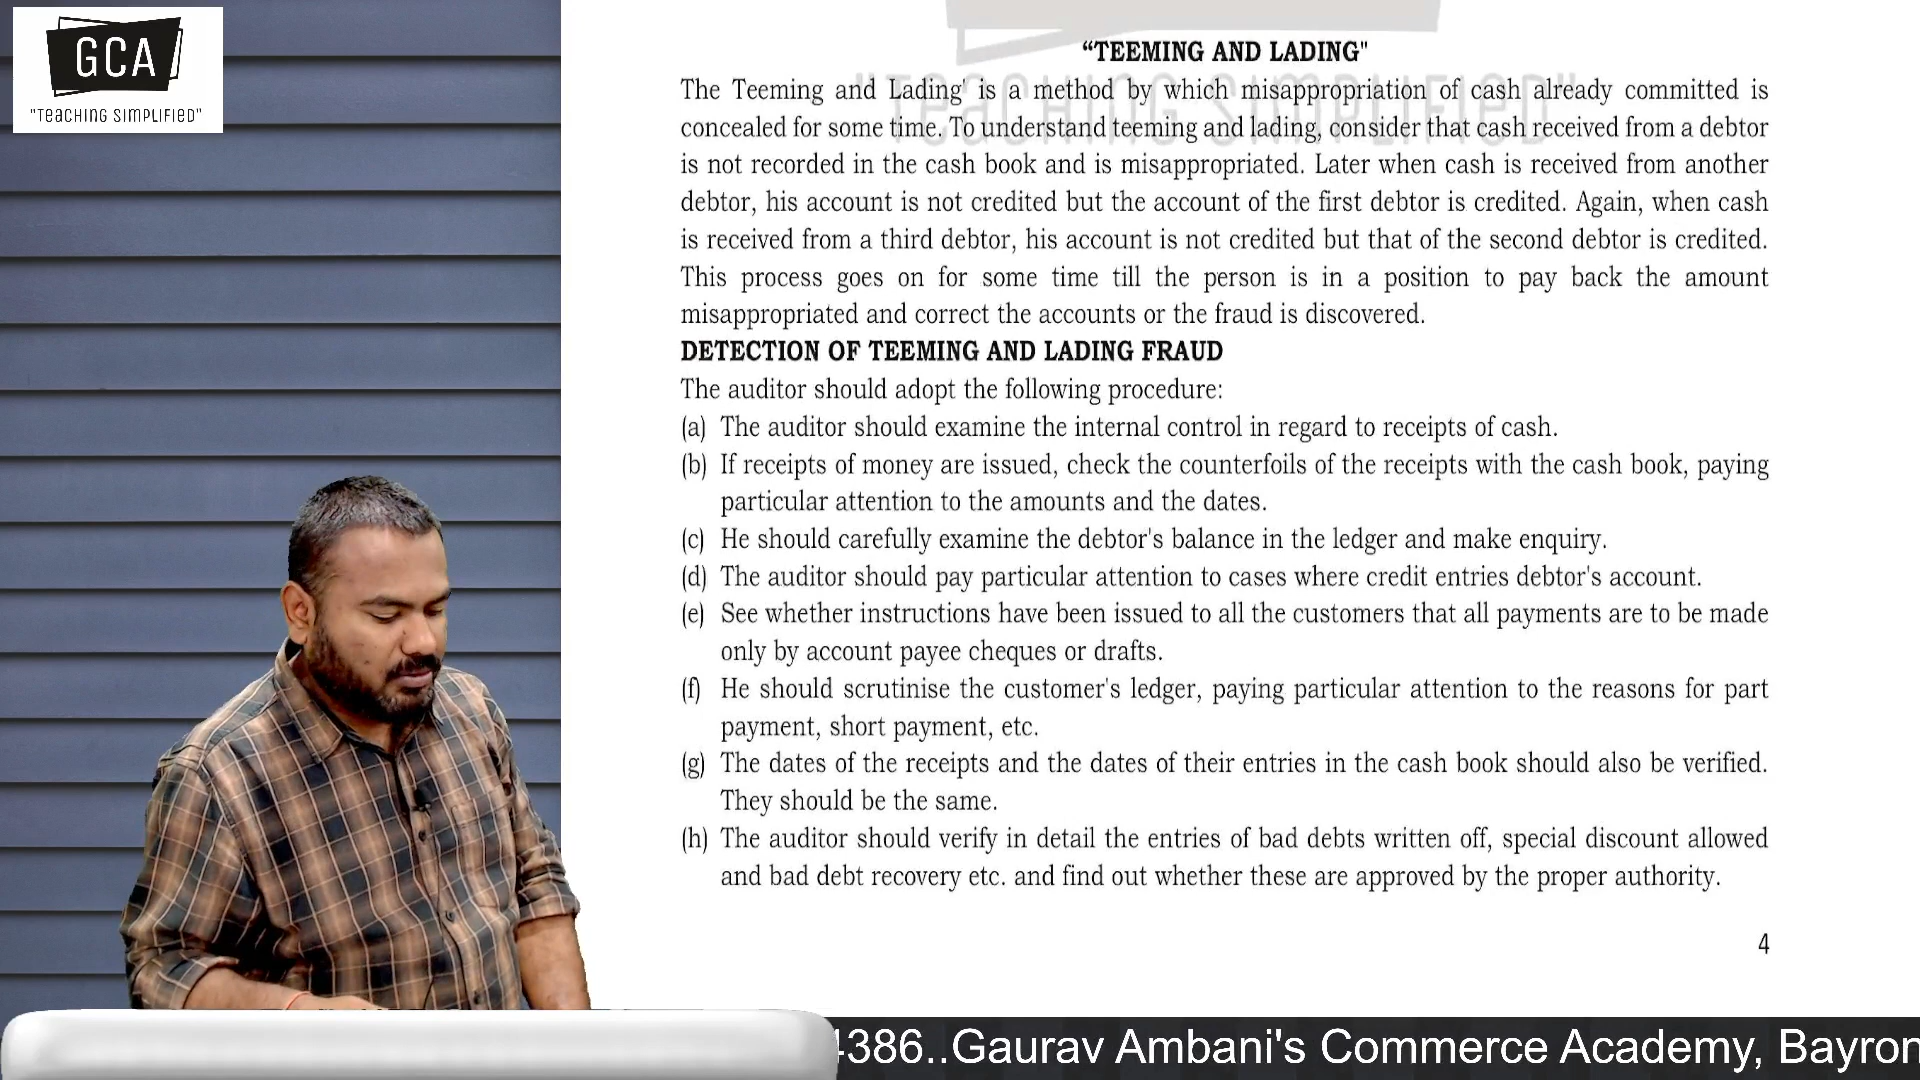 GCA
"Teaching SIMPLIFIED"
"Teaching SIMPLIFIED"
“TEEMING AND LADING"
The Teeming and Lading' is a method by which misappropriation of cash already committed is
concealed for some time. To understand teeming and lading, consider that cash received from a debtor
is not recorded in the cash book and is misappropriated. Later when cash is received from another
debtor, his account is not credited but the account of the first debtor is credited. Again, when cash
is received from a third debtor, his account is not credited but that of the second debtor is credited.
This process goes on for some time till the person is in a position to pay back the amount
misappropriated and correct the accounts or the fraud is discovered.
DETECTION OF TEEMING AND LADING FRAUD
The auditor should adopt the following procedure:
(a) The auditor should examine the internal control in regard to receipts of cash.
(b) If receipts of money are issued, check the counterfoils of the receipts with the cash book, paying
particular attention to the amounts and the dates.
(c) He should carefully examine the debtor's balance in the ledger and make enquiry.
(d) The auditor should pay particular attention to cases where credit entries debtor's account.
(e) See whether instructions have been issued to all the customers that all payments are to be made
only by account payee cheques or drafts.
(f) He should scrutinise the customer's ledger, paying particular attention to the reasons for part
payment, short payment, etc.
(g) The dates of the receipts and the dates of their entries in the cash book should also be verified.
They should be the same.
(h) The auditor should verify in detail the entries of bad debts written off, special discount allowed
and bad debt recovery etc. and find out whether these are approved by the proper authority.
4
4386..Gaurav Ambani's Commerce Academy, Bayron